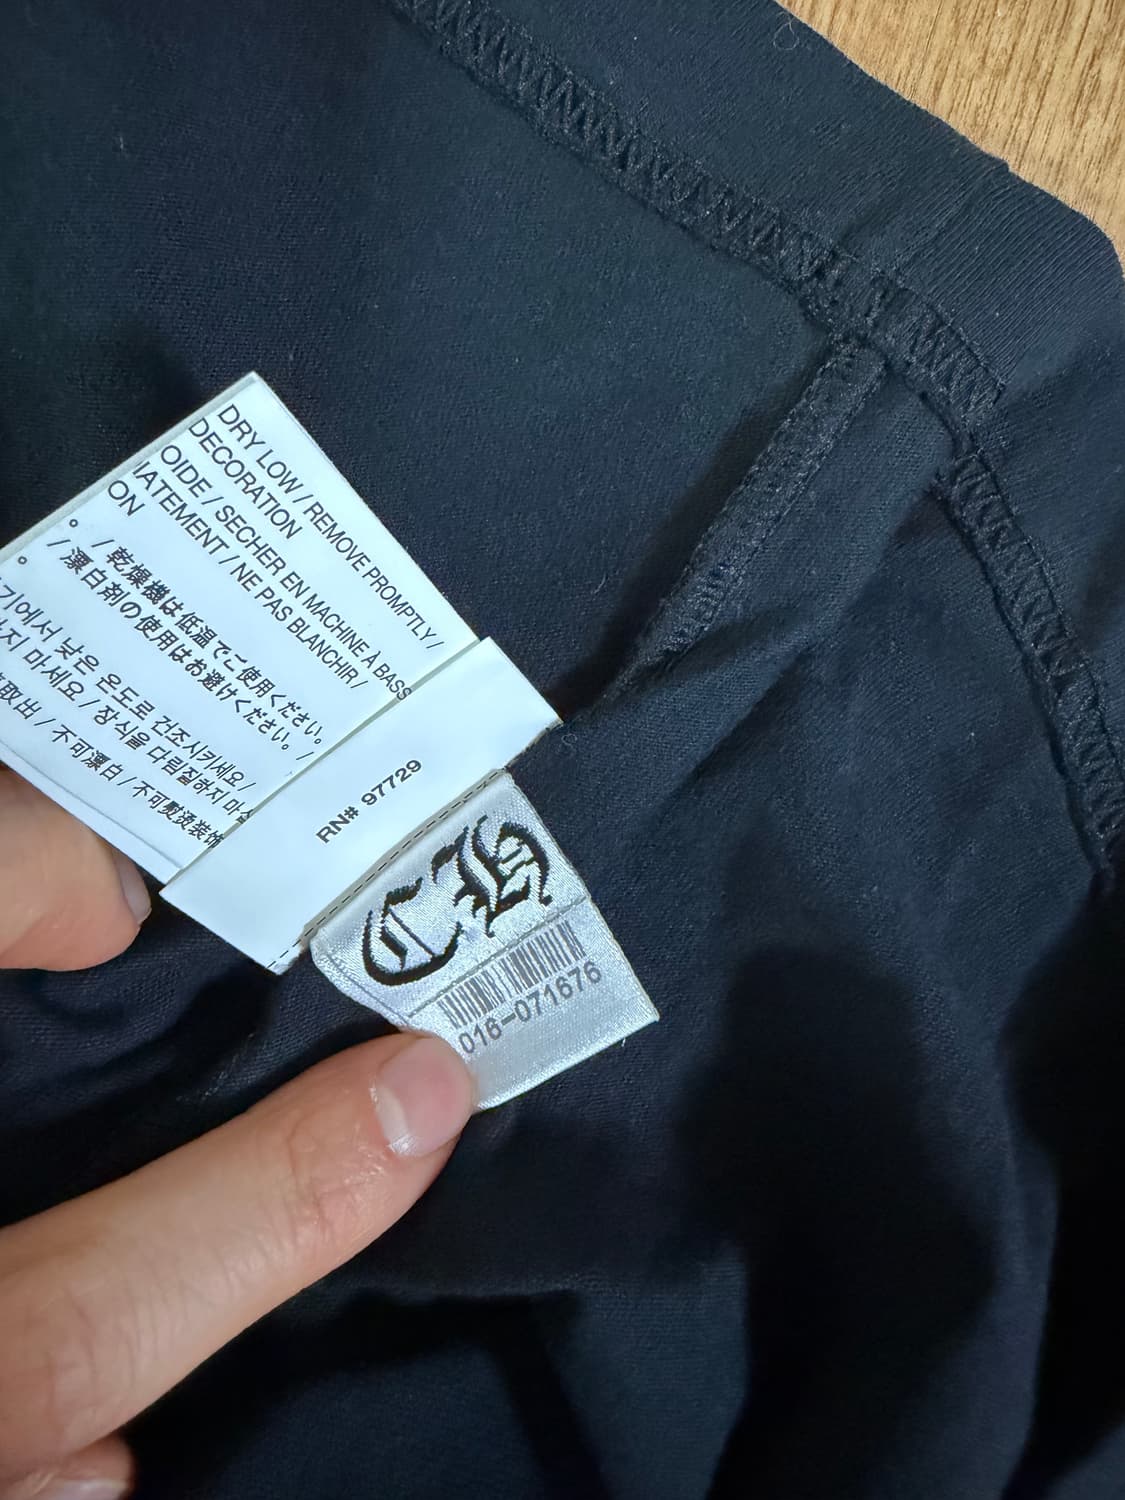 DRY LOW / REMOVE PROMPTLY/
DECORATION
OIDE / SECHER EN MACHINE À BASS
IATEMENT / NE PAS BLANCHIR /
ON
。 / 乾燥機は低温でご使用ください。
。 / 漂白剤の使用はお避けください。 /
기에서 낮은 온도로 건조시키세요/
하지 마세요 / 장식을 다림질하지 마
取出 / 不可漂白 / 不可熨烫装饰
RN# 97729
CH
016-071676